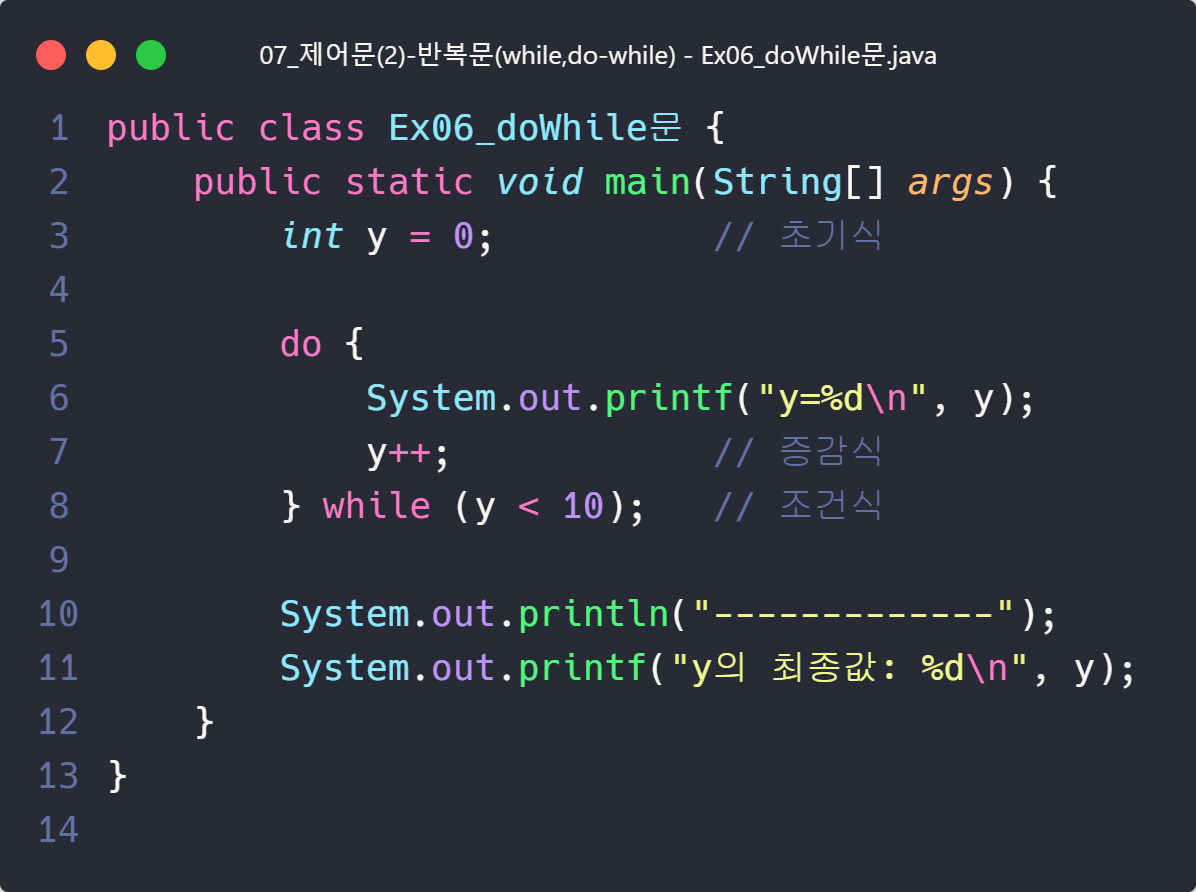 07_제어문(2)-반복문(while,do-while) - Ex06_doWhile문.java
1 public class Ex06_doWhile문 {
2     public static void main(String[] args) {
3         int y = 0;          // 초기식
4
5         do {
6             System.out.printf("y=%d\n", y);
7             y++;            // 증감식
8         } while (y < 10);   // 조건식
9
10         System.out.println("-------------");
11         System.out.printf("y의 최종값: %d\n", y);
12     }
13 }
14